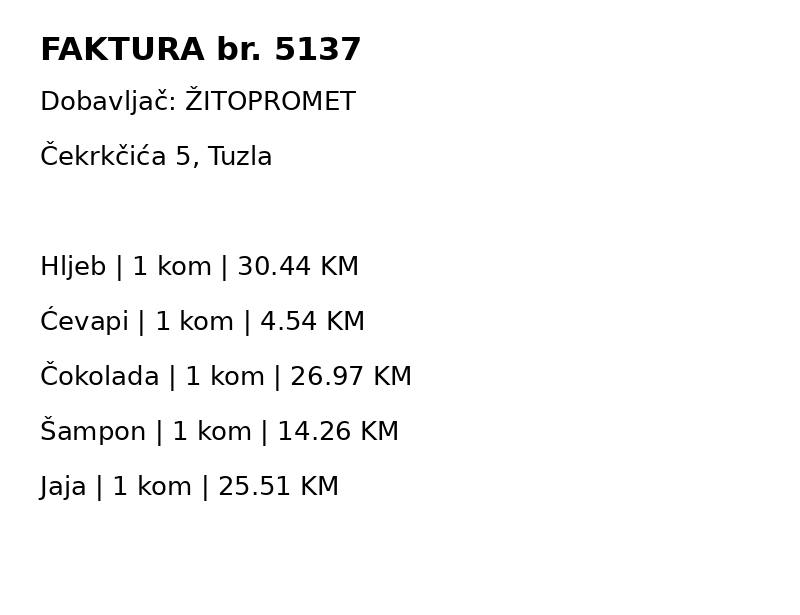 FAKTURA br. 5137
Dobavljač: ŽITOPROMET
Čekrkčića 5, Tuzla
Hljeb | 1 kom | 30.44 KM
Ćevapi | 1 kom | 4.54 KM
Čokolada | 1 kom | 26.97 KM
Šampon | 1 kom | 14.26 KM
Jaja | 1 kom | 25.51 KM